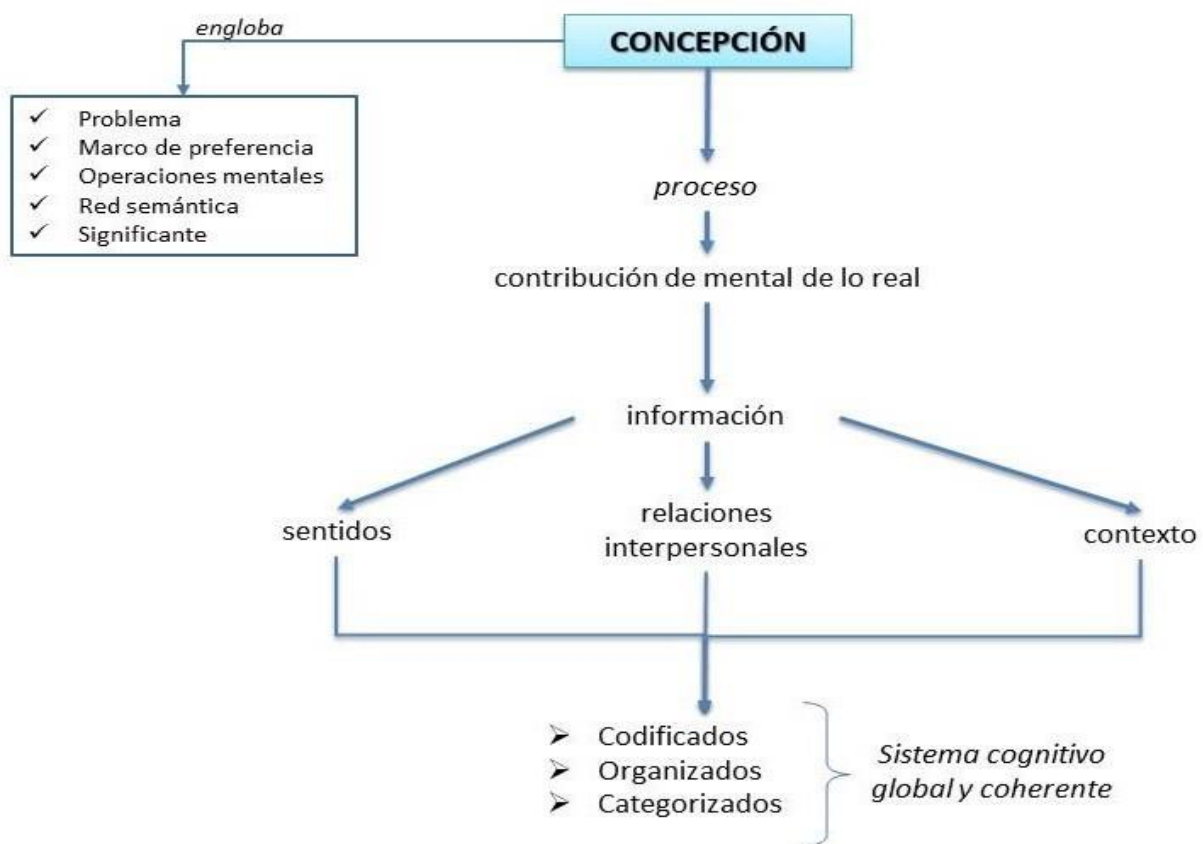 engloba
CONCEPCIÓN
✓ Problema
✓ Marco de preferencia
✓ Operaciones mentales
✓ Red semántica
✓ Significante
proceso
contribución de mental de lo real
información
sentidos
relaciones
interpersonales
contexto
➤ Codificados
➤ Organizados
➤ Categorizados
Sistema cognitivo
global y coherente